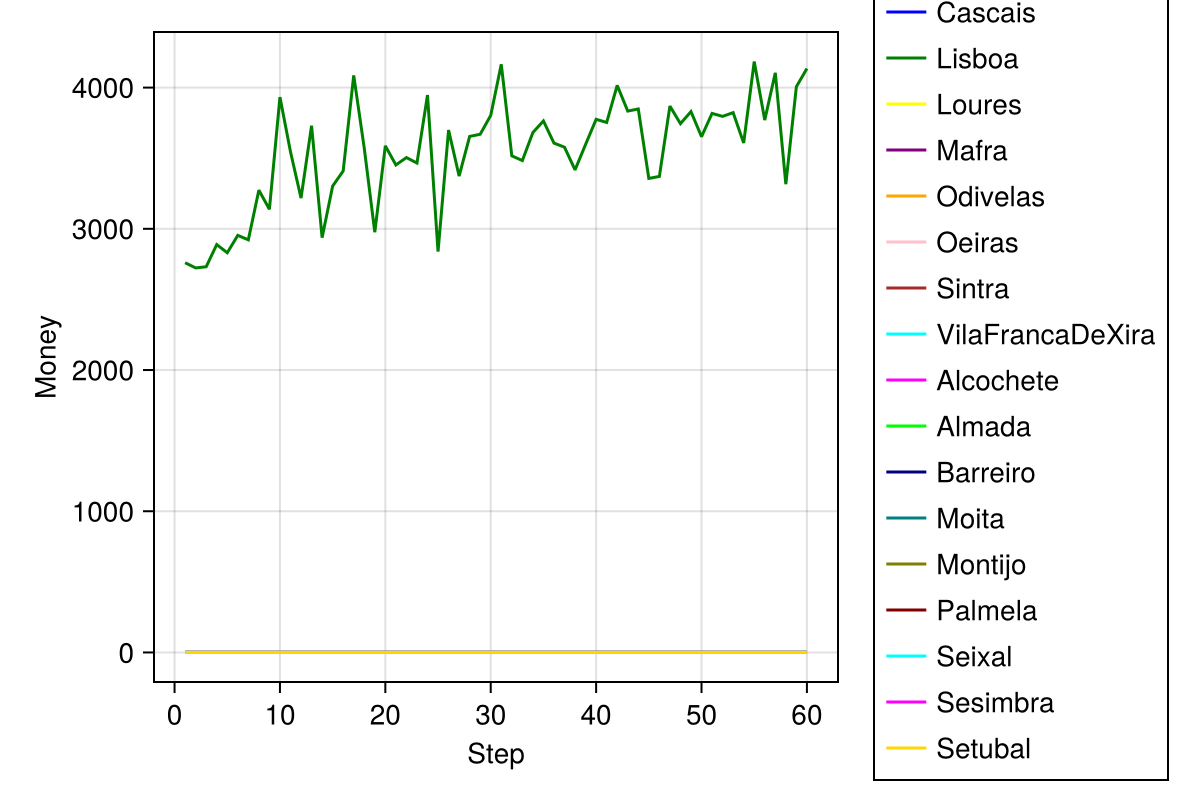 Cascais
Lisboa
Loures
Mafra
Odivelas
Oeiras
Sintra
VilaFrancaDeXira
Alcochete
Almada
Barreiro
Moita
Montijo
Palmela
Seixal
Sesimbra
Setubal
Money
4000
3000
2000
1000
0
0 10 20 30 40 50 60
Step